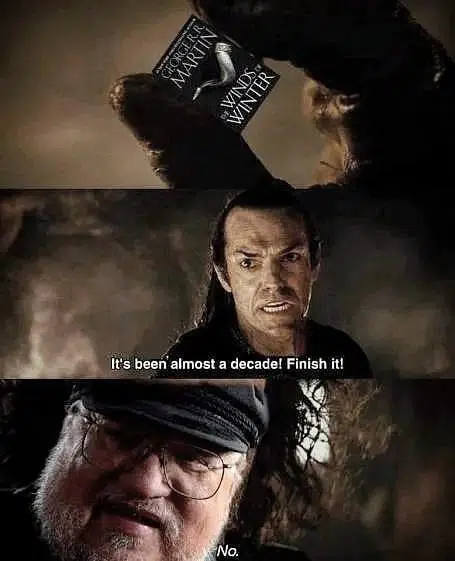 GEORGE R.R.
MARTIN
THE WINDS OF
WINTER
It's been almost a decade! Finish it!
No.